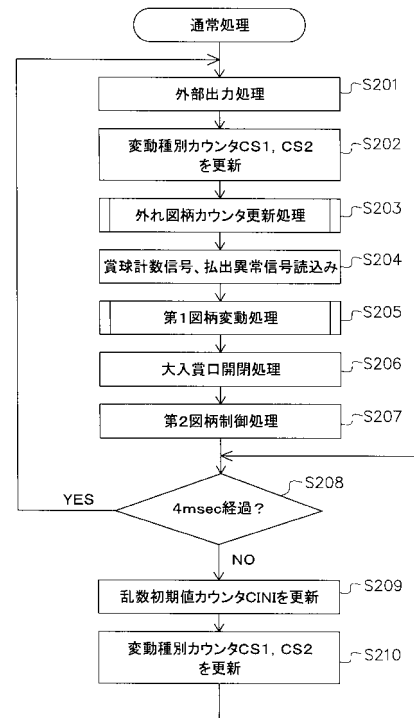 通常処理
外部出力処理
S201
変動種別カウンタCS1, CS2
を更新
S202
外れ図柄カウンタ更新処理
S203
賞球計数信号、払出異常信号読込み
S204
第1図柄変動処理
S205
大入賞口開閉処理
S206
第2図柄制御処理
S207
4msec経過？
S208
YES
NO
乱数初期値カウンタCINIを更新
S209
変動種別カウンタCS1, CS2
を更新
S210